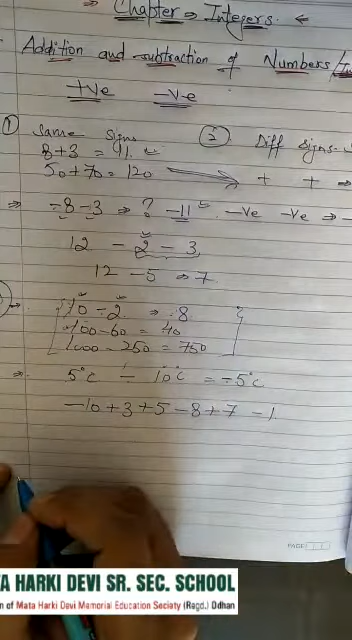 ⇒ Chapter ⇒ Integers. ←
Addition and subtraction of Numbers/
+ve -ve
① Same Signs ② Diff signs.
8+3 = 11.
50+70 = 120 + + ⇒
⇒ -8 -3 ⇒ ? -11 -ve -ve ⇒ -
12 - 2 - 3
12 - 5 ⇒ 7
10 - 2 ⇒ 8
100-60 = 40
1000 - 250 = 750
⇒ 5°C - 10°C = -5°C
-10 + 3 + 5 - 8 + 7 - 1
PAGE
A HARKI DEVI SR. SEC. SCHOOL
n of Mata Harki Devi Memorial Education Society (Regd.) Odhan